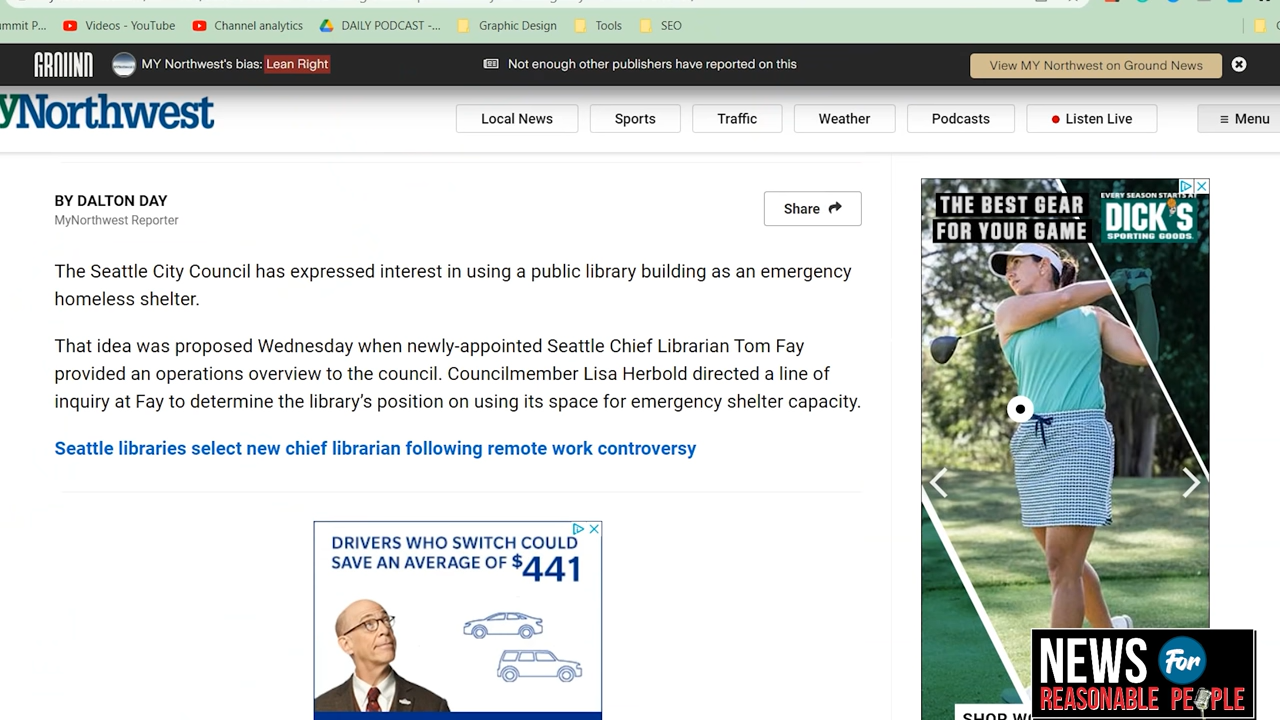 ummit P...
Videos - YouTube
Channel analytics
DAILY PODCAST -...
Graphic Design
Tools
SEO
GROUND
MY Northwest's bias: Lean Right
Not enough other publishers have reported on this
View MY Northwest on Ground News
yNorthwest
Local News
Sports
Traffic
Weather
Podcasts
Listen Live
≡ Menu
BY DALTON DAY
MyNorthwest Reporter
Share
The Seattle City Council has expressed interest in using a public library building as an emergency
homeless shelter.
That idea was proposed Wednesday when newly-appointed Seattle Chief Librarian Tom Fay
provided an operations overview to the council. Councilmember Lisa Herbold directed a line of
inquiry at Fay to determine the library's position on using its space for emergency shelter capacity.
Seattle libraries select new chief librarian following remote work controversy
DRIVERS WHO SWITCH COULD
SAVE AN AVERAGE OF $441
THE BEST GEAR
FOR YOUR GAME
EVERY SEASON STARTS AT
DICK'S
SPORTING GOODS.
SHOP WO
NEWS For
REASONABLE PEOPLE